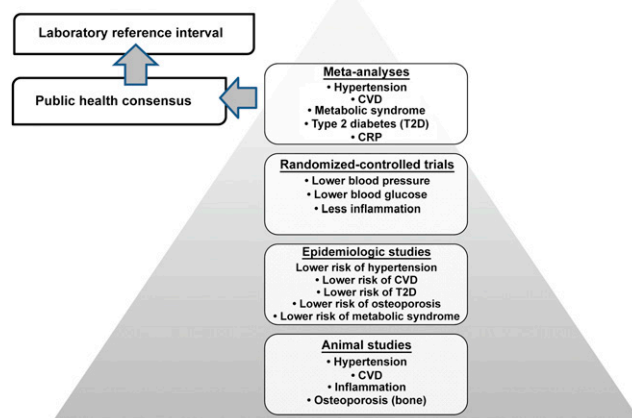 Laboratory reference interval
Public health consensus
Meta-analyses
• Hypertension
• CVD
• Metabolic syndrome
• Type 2 diabetes (T2D)
• CRP
Randomized-controlled trials
• Lower blood pressure
• Lower blood glucose
• Less inflammation
Epidemiologic studies
Lower risk of hypertension
• Lower risk of CVD
• Lower risk of T2D
• Lower risk of osteoporosis
• Lower risk of metabolic syndrome
Animal studies
• Hypertension
• CVD
• Inflammation
• Osteoporosis (bone)